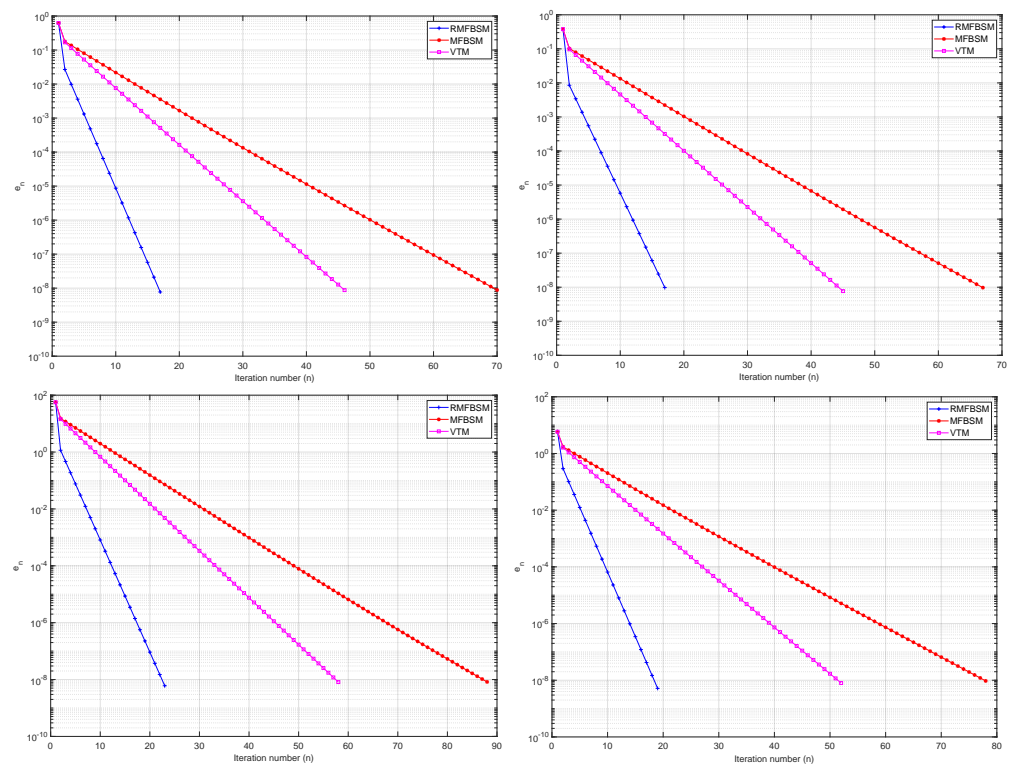 10^0
10^-1
10^-2
10^-3
10^-4
10^-5
10^-6
10^-7
10^-8
10^-9
10^-10
e_n
0 10 20 30 40 50 60 70
Iteration number (n)
RMFBSM
MFBSM
VTM
10^0
10^-1
10^-2
10^-3
10^-4
10^-5
10^-6
10^-7
10^-8
10^-9
10^-10
e_n
0 10 20 30 40 50 60 70
Iteration number (n)
RMFBSM
MFBSM
VTM
10^2
10^0
10^-2
10^-4
10^-6
10^-8
10^-10
e_n
0 10 20 30 40 50 60 70 80 90
Iteration number (n)
RMFBSM
MFBSM
VTM
10^2
10^0
10^-2
10^-4
10^-6
10^-8
10^-10
e_n
0 10 20 30 40 50 60 70 80
Iteration number (n)
RMFBSM
MFBSM
VTM